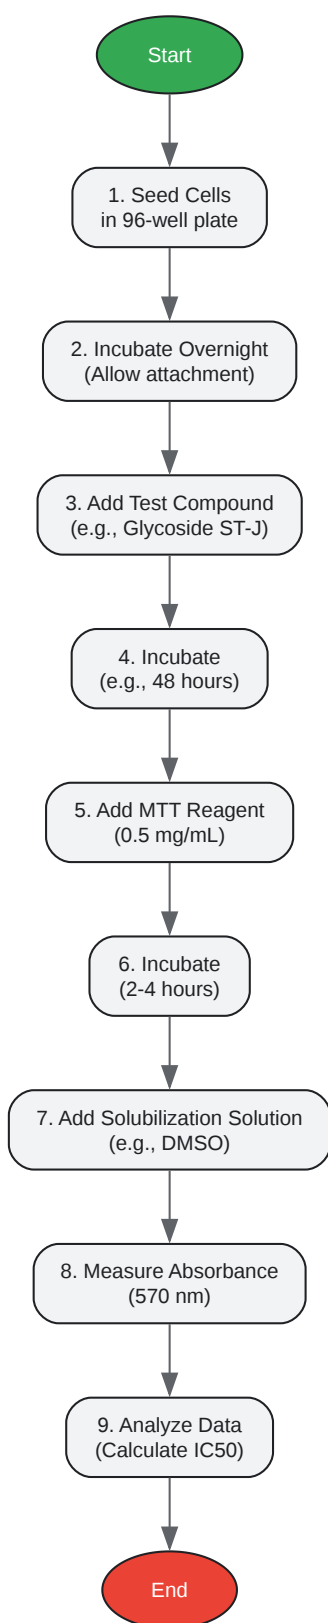 Start
1. Seed Cells
in 96-well plate
2. Incubate Overnight
(Allow attachment)
3. Add Test Compound
(e.g., Glycoside ST-J)
4. Incubate
(e.g., 48 hours)
5. Add MTT Reagent
(0.5 mg/mL)
6. Incubate
(2-4 hours)
7. Add Solubilization Solution
(e.g., DMSO)
8. Measure Absorbance
(570 nm)
9. Analyze Data
(Calculate IC50)
End